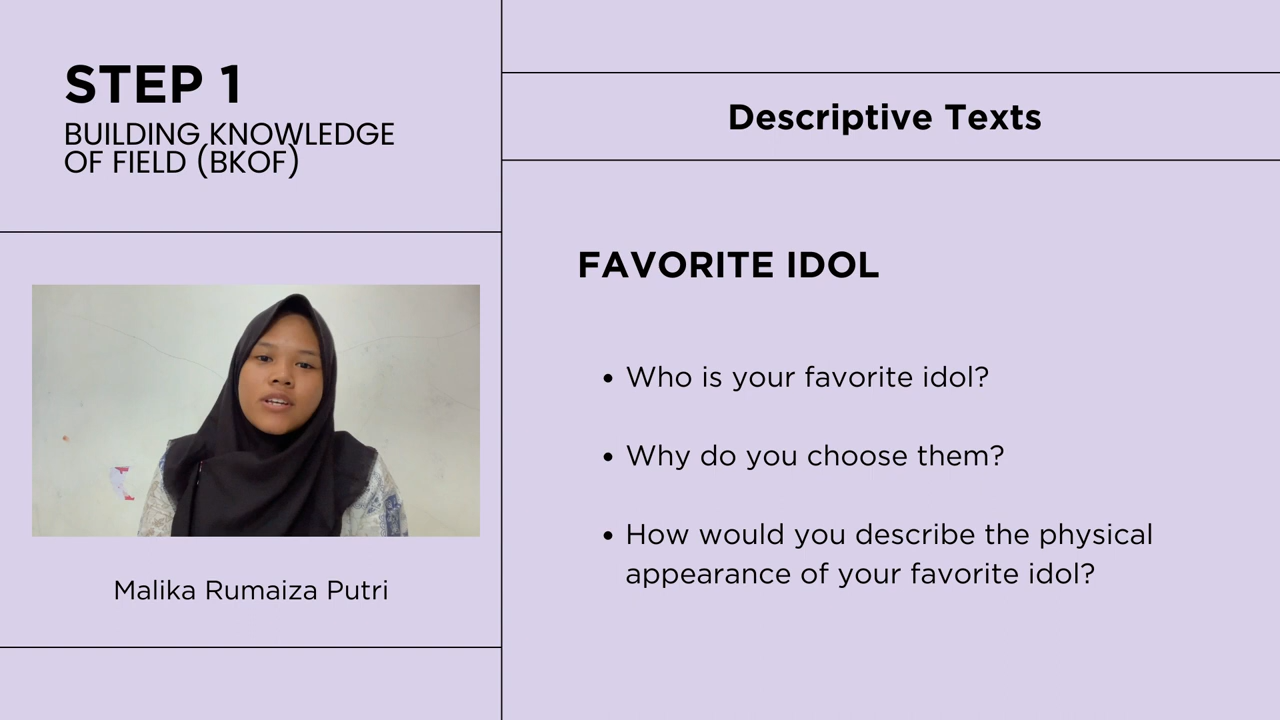 STEP 1
BUILDING KNOWLEDGE
OF FIELD (BKOF)
Malika Rumaiza Putri
Descriptive Texts
FAVORITE IDOL
• Who is your favorite idol?
• Why do you choose them?
• How would you describe the physical
appearance of your favorite idol?